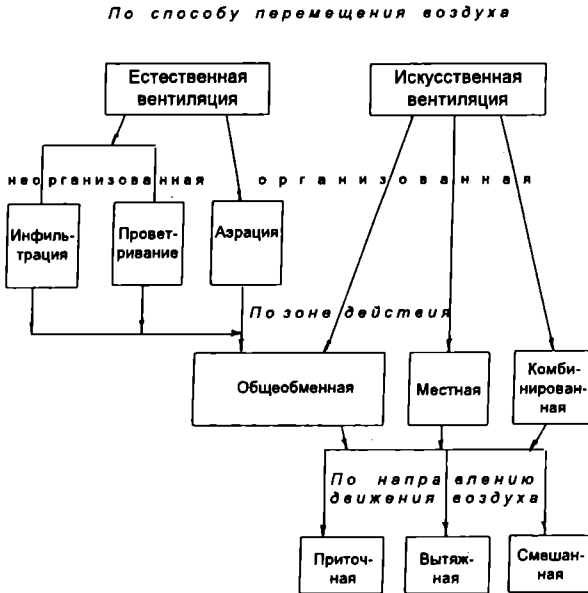 По способу перемещения воздуха
Естественная
вентиляция
Искусственная
вентиляция
неорганизованная организованная
Инфиль-
трация
Провет-
ривание
Аэрация
По зоне действия
Общеобменная
Местная
Комби-
нирован-
ная
По направлению
движения воздуха
Приточ-
ная
Вытяж-
ная
Смешан-
ная